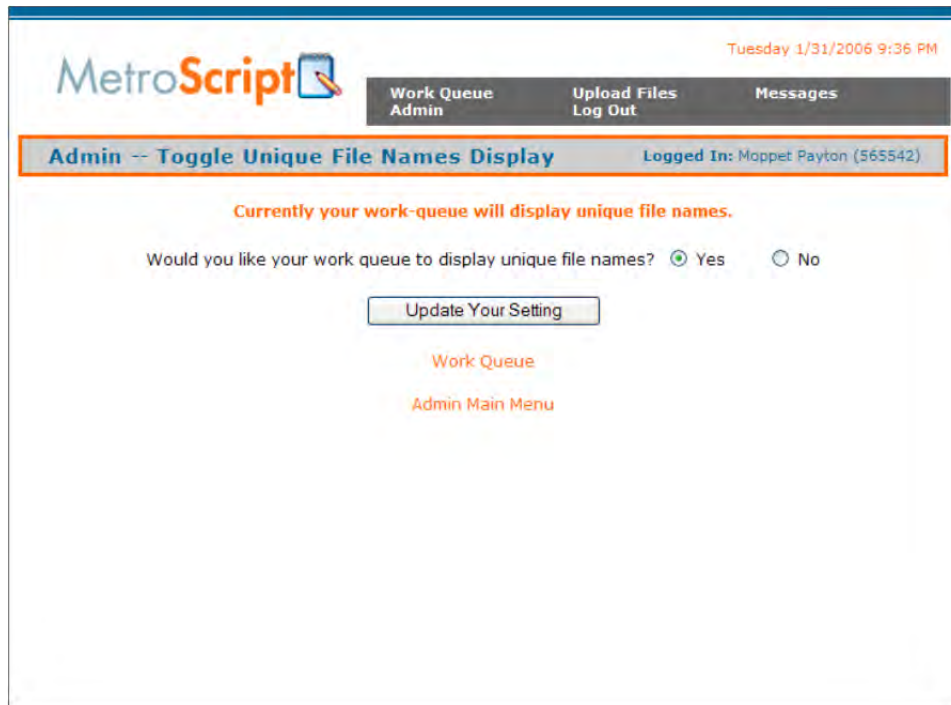 Tuesday 1/31/2006 9:36 PM
MetroScript
Work Queue Upload Files Messages
Admin Log Out
Admin -- Toggle Unique File Names Display Logged In: Moppet Payton (565542)
Currently your work-queue will display unique file names.
Would you like your work queue to display unique file names? Yes No
Update Your Setting
Work Queue
Admin Main Menu